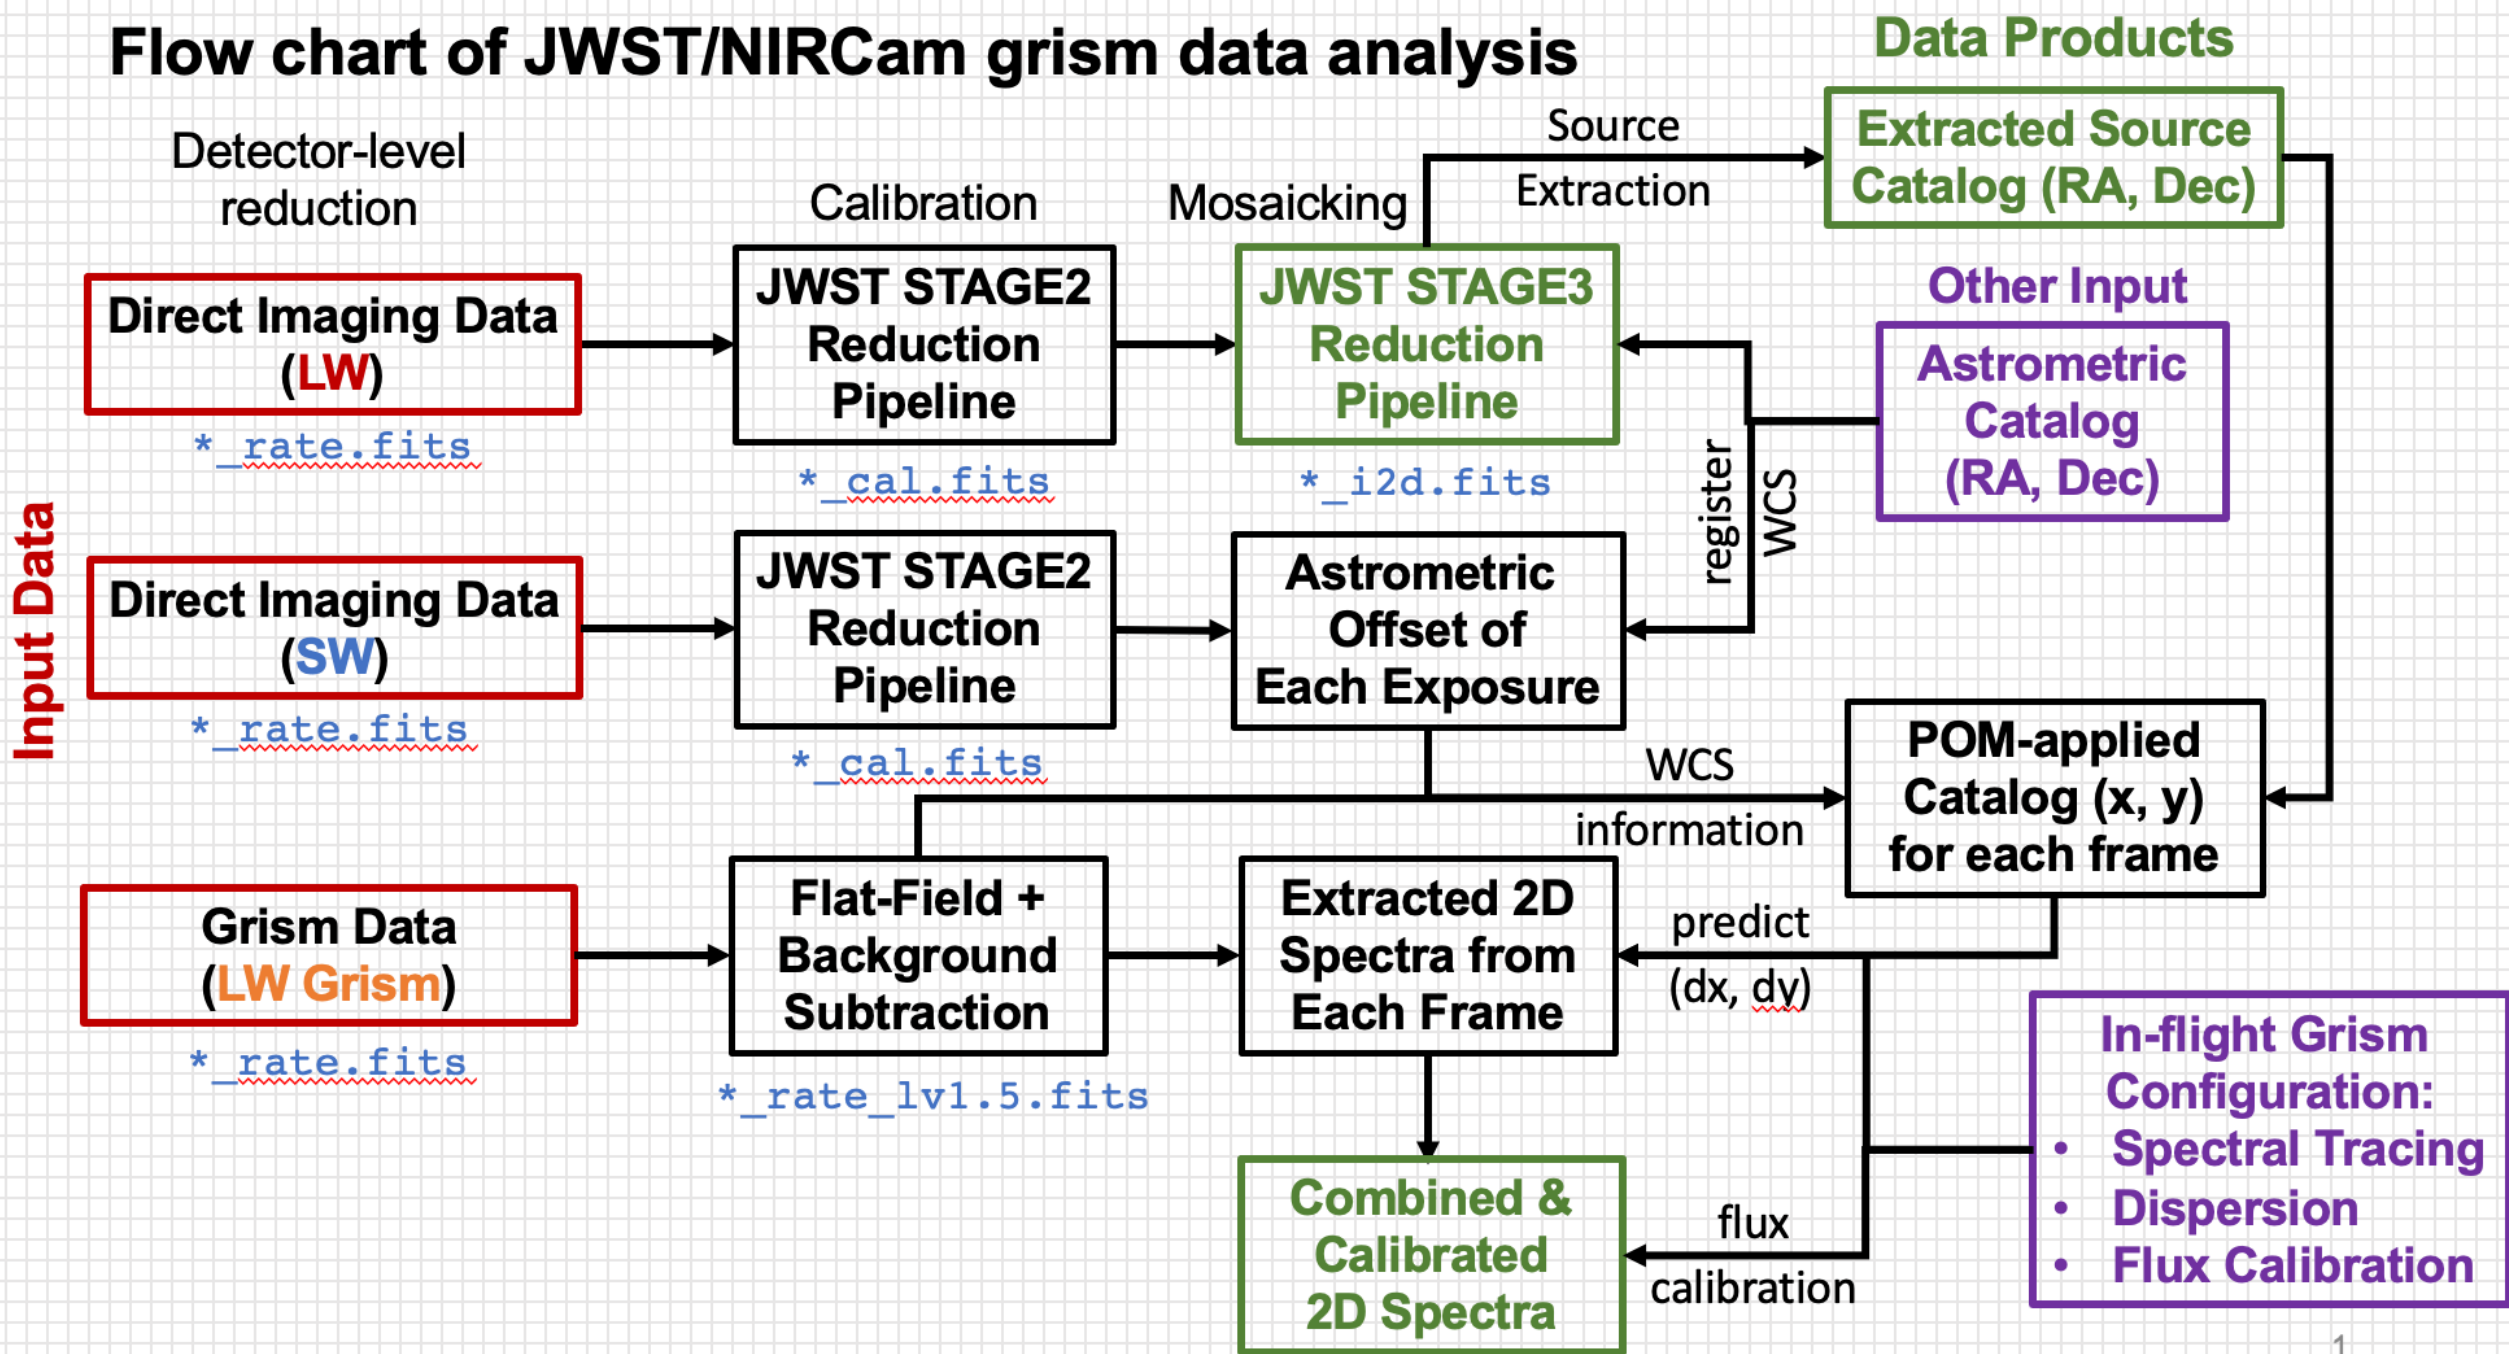 Flow chart of JWST/NIRCam grism data analysis
Data Products
Detector-level
reduction
Calibration
Mosaicking
Source
Extraction
Extracted Source
Catalog (RA, Dec)
Direct Imaging Data
(LW)
*_rate.fits
JWST STAGE2
Reduction
Pipeline
*_cal.fits
JWST STAGE3
Reduction
Pipeline
*_i2d.fits
Other Input
Astrometric
Catalog
(RA, Dec)
register
WCS
Input Data
Direct Imaging Data
(SW)
*_rate.fits
JWST STAGE2
Reduction
Pipeline
*_cal.fits
Astrometric
Offset of
Each Exposure
WCS
information
POM-applied
Catalog (x, y)
for each frame
Grism Data
(LW Grism)
*_rate.fits
Flat-Field +
Background
Subtraction
*_rate_lv1.5.fits
Extracted 2D
Spectra from
Each Frame
predict
(dx, dy)
In-flight Grism
Configuration:
• Spectral Tracing
• Dispersion
• Flux Calibration
flux
calibration
Combined &
Calibrated
2D Spectra
1